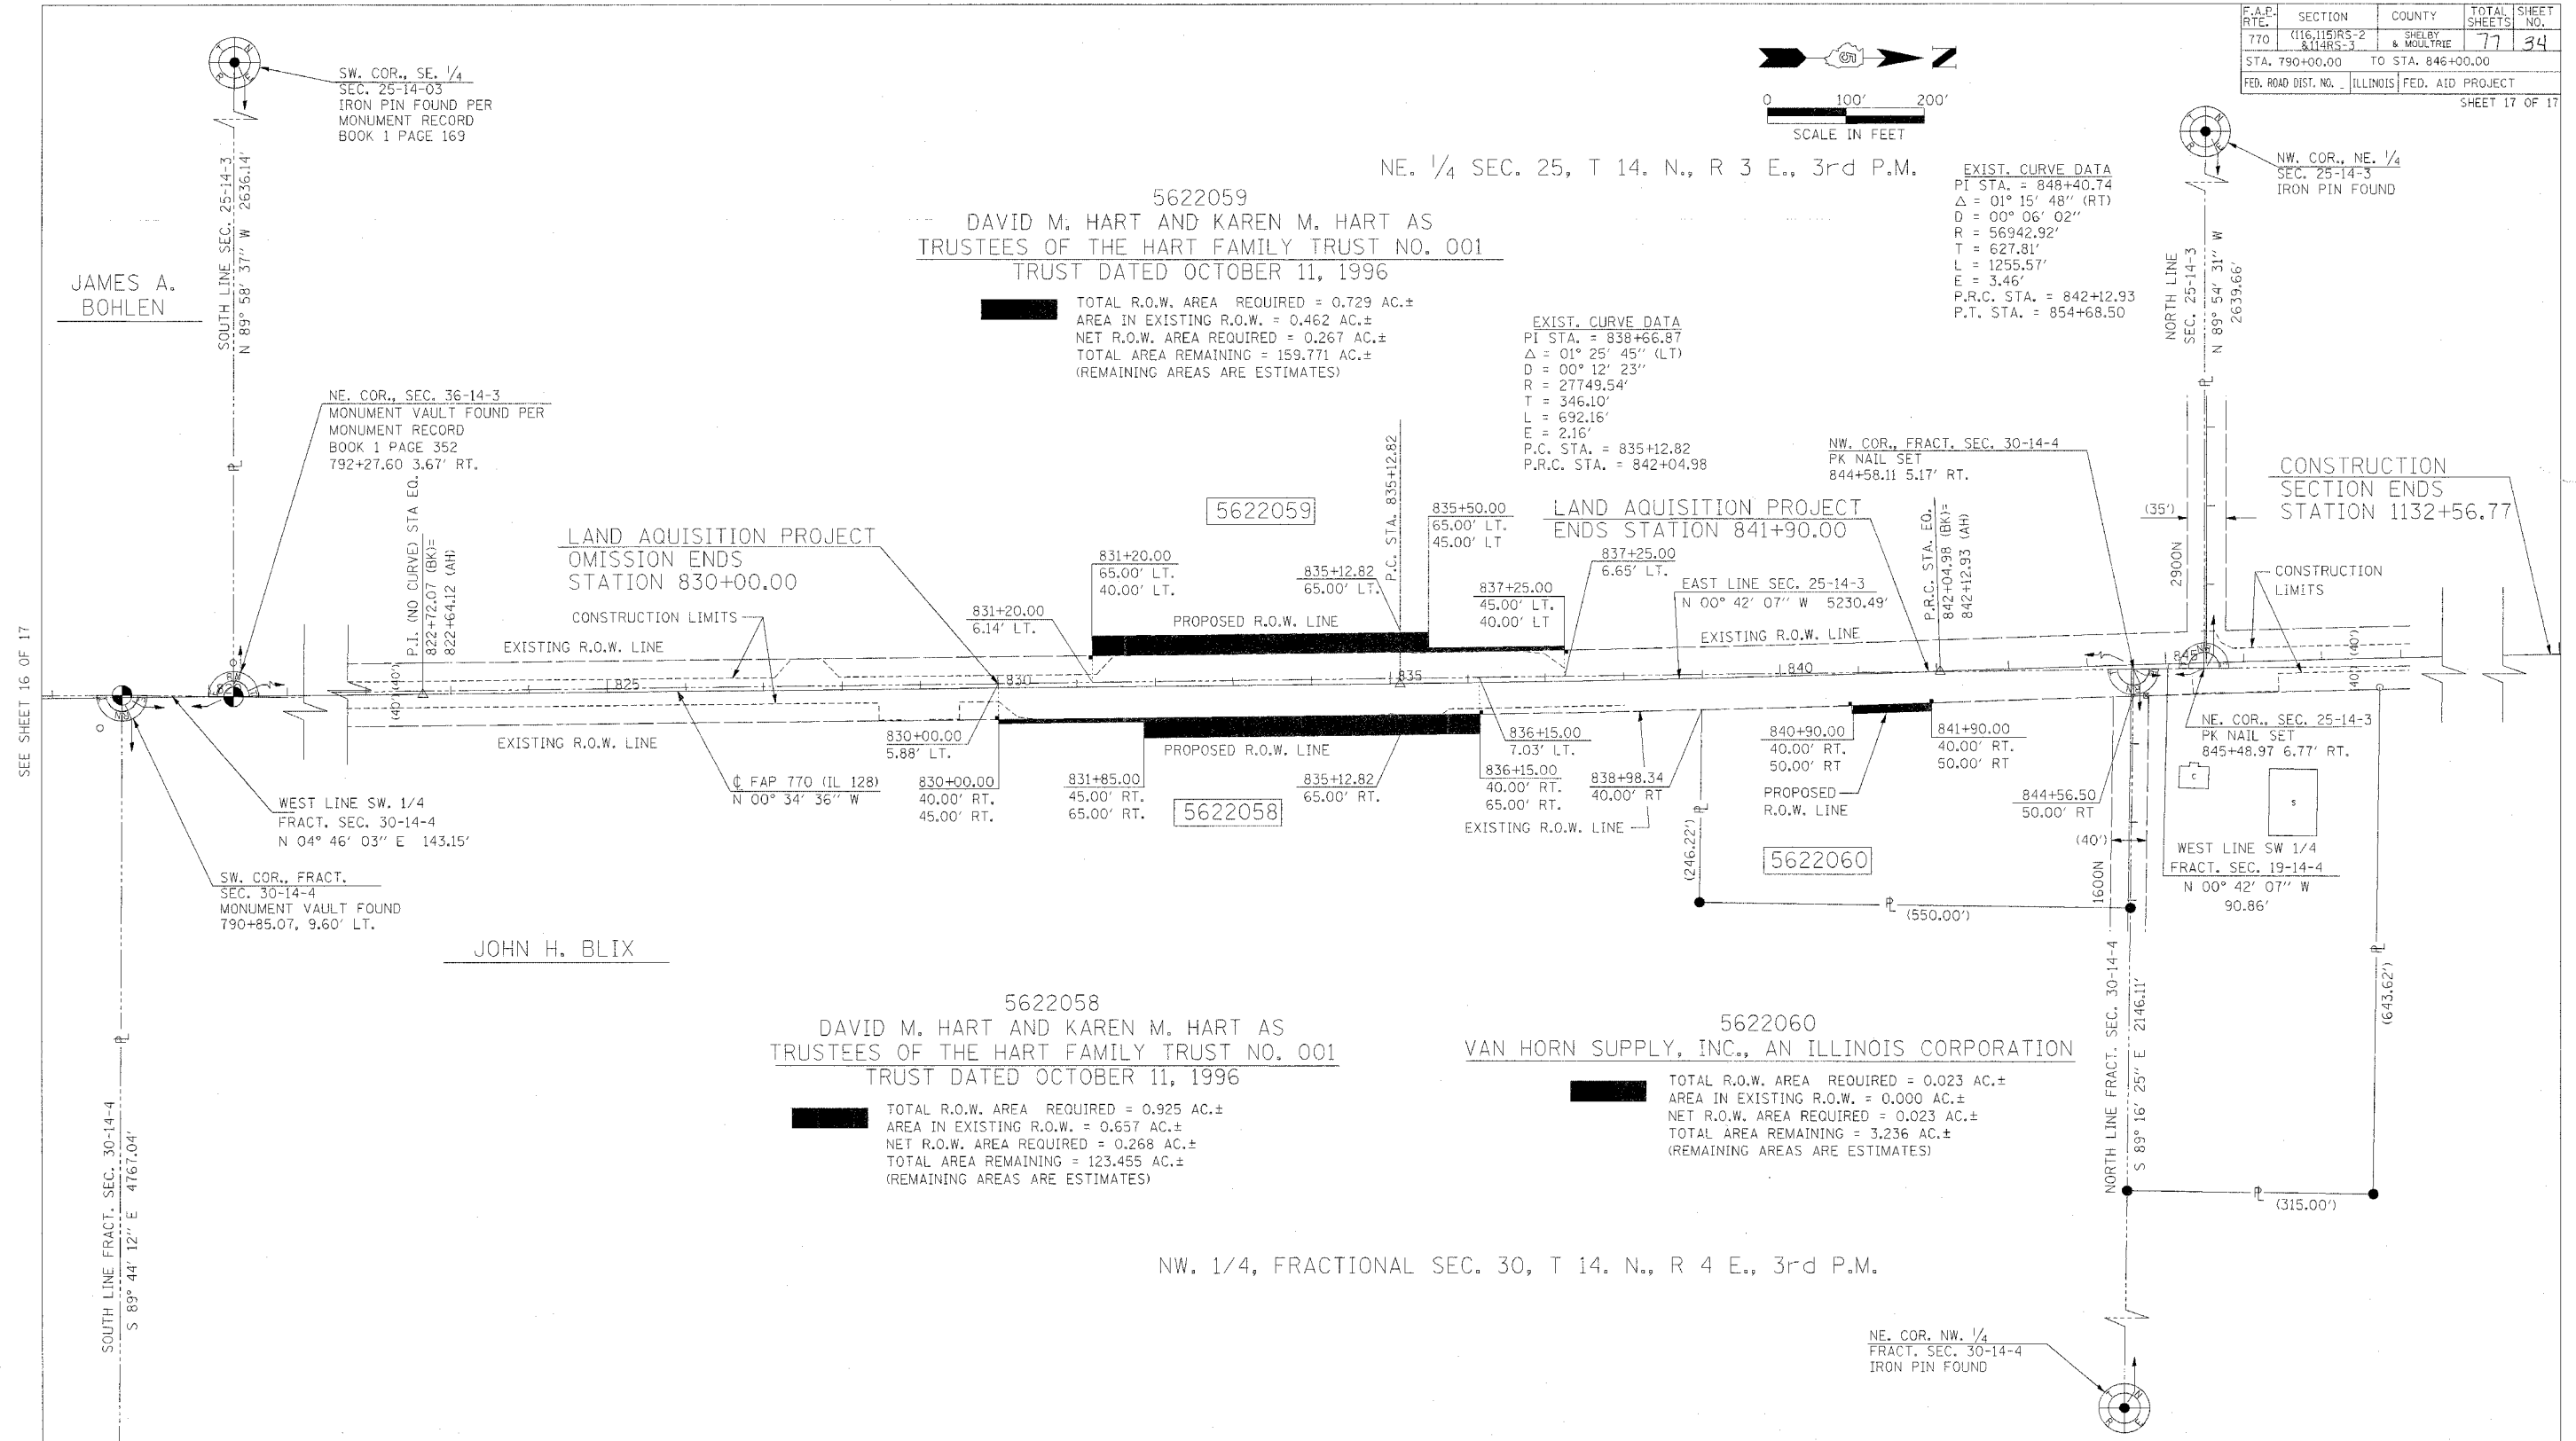 F.A.P. RTE. SECTION COUNTY TOTAL SHEETS SHEET NO.
770 (116,115)RS-2 & 114RS-3 SHELBY & MOULTRIE 77 34
STA. 790+00.00 TO STA. 846+00.00
FED. ROAD DIST. NO. _ ILLINOIS FED. AID PROJECT
SHEET 17 OF 17
SW. COR., SE. 1/4
SEC. 25-14-03
IRON PIN FOUND PER
MONUMENT RECORD
BOOK 1 PAGE 169
SOUTH LINE SEC. 25-14-3
N 89° 58' 37" W 2636.14'
JAMES A.
BOHLEN
0 100' 200'
SCALE IN FEET
NE. 1/4 SEC. 25, T 14. N., R 3 E., 3rd P.M.
5622059
DAVID M. HART AND KAREN M. HART AS
TRUSTEES OF THE HART FAMILY TRUST NO. 001
TRUST DATED OCTOBER 11, 1996
TOTAL R.O.W. AREA REQUIRED = 0.729 AC.±
AREA IN EXISTING R.O.W. = 0.462 AC.±
NET R.O.W. AREA REQUIRED = 0.267 AC.±
TOTAL AREA REMAINING = 159.771 AC.±
(REMAINING AREAS ARE ESTIMATES)
EXIST. CURVE DATA
PI STA. = 848+40.74
Δ = 01° 15' 48" (RT)
D = 00° 06' 02"
R = 56942.92'
T = 627.81'
L = 1255.57'
E = 3.46'
P.R.C. STA. = 842+12.93
P.T. STA. = 854+68.50
NW. COR., NE. 1/4
SEC. 25-14-3
IRON PIN FOUND
NORTH LINE
SEC. 25-14-3
N 89° 54' 31" W
2639.66'
EXIST. CURVE DATA
PI STA. = 838+66.87
Δ = 01° 25' 45" (LT)
D = 00° 12' 23"
R = 27749.54'
T = 346.10'
L = 692.16'
E = 2.16'
P.C. STA. = 835+12.82
P.R.C. STA. = 842+04.98
NE. COR., SEC. 36-14-3
MONUMENT VAULT FOUND PER
MONUMENT RECORD
BOOK 1 PAGE 352
792+27.60 3.67' RT.
P.I. (NO CURVE) STA EQ.
822+72.07 (BK)=
822+64.12 (AH)
LAND AQUISITION PROJECT
OMISSION ENDS
STATION 830+00.00
CONSTRUCTION LIMITS
EXISTING R.O.W. LINE
831+20.00
6.14' LT.
831+20.00
65.00' LT.
40.00' LT.
5622059
835+12.82
65.00' LT.
P.C. STA. 835+12.82
PROPOSED R.O.W. LINE
835+50.00
65.00' LT.
45.00' LT
837+25.00
45.00' LT.
40.00' LT
LAND AQUISITION PROJECT
ENDS STATION 841+90.00
837+25.00
6.65' LT.
EAST LINE SEC. 25-14-3
N 00° 42' 07" W 5230.49'
EXISTING R.O.W. LINE
NW. COR., FRACT. SEC. 30-14-4
PK NAIL SET
844+58.11 5.17' RT.
P.R.C. STA. EQ.
842+04.98 (BK)=
842+12.93 (AH)
(35')
2900N
CONSTRUCTION
SECTION ENDS
STATION 1132+56.77
CONSTRUCTION
LIMITS
SEE SHEET 16 OF 17
825
830
835
840
845
(40') (40')
(40') (40')
EXISTING R.O.W. LINE
℄ FAP 770 (IL 128)
N 00° 34' 36" W
WEST LINE SW. 1/4
FRACT. SEC. 30-14-4
N 04° 46' 03" E 143.15'
SW. COR., FRACT.
SEC. 30-14-4
MONUMENT VAULT FOUND
790+85.07, 9.60' LT.
830+00.00
5.88' LT.
830+00.00
40.00' RT.
45.00' RT.
831+85.00
45.00' RT.
65.00' RT.
PROPOSED R.O.W. LINE
5622058
835+12.82
65.00' RT.
836+15.00
7.03' LT.
836+15.00
40.00' RT.
65.00' RT.
EXISTING R.O.W. LINE
838+98.34
40.00' RT
(246.22')
840+90.00
40.00' RT.
50.00' RT
PROPOSED
R.O.W. LINE
841+90.00
40.00' RT.
50.00' RT
5622060
844+56.50
50.00' RT
(40')
1600N
(550.00')
NE. COR., SEC. 25-14-3
PK NAIL SET
845+48.97 6.77' RT.
C
S
WEST LINE SW 1/4
FRACT. SEC. 19-14-4
N 00° 42' 07" W
90.86'
(643.62')
(315.00')
NORTH LINE FRACT. SEC. 30-14-4
S 89° 16' 25" E 2146.11'
JOHN H. BLIX
SOUTH LINE FRACT. SEC. 30-14-4
S 89° 44' 12" E 4767.04'
5622058
DAVID M. HART AND KAREN M. HART AS
TRUSTEES OF THE HART FAMILY TRUST NO. 001
TRUST DATED OCTOBER 11, 1996
TOTAL R.O.W. AREA REQUIRED = 0.925 AC.±
AREA IN EXISTING R.O.W. = 0.657 AC.±
NET R.O.W. AREA REQUIRED = 0.268 AC.±
TOTAL AREA REMAINING = 123.455 AC.±
(REMAINING AREAS ARE ESTIMATES)
5622060
VAN HORN SUPPLY, INC., AN ILLINOIS CORPORATION
TOTAL R.O.W. AREA REQUIRED = 0.023 AC.±
AREA IN EXISTING R.O.W. = 0.000 AC.±
NET R.O.W. AREA REQUIRED = 0.023 AC.±
TOTAL AREA REMAINING = 3.236 AC.±
(REMAINING AREAS ARE ESTIMATES)
NW. 1/4, FRACTIONAL SEC. 30, T 14. N., R 4 E., 3rd P.M.
NE. COR. NW. 1/4
FRACT. SEC. 30-14-4
IRON PIN FOUND